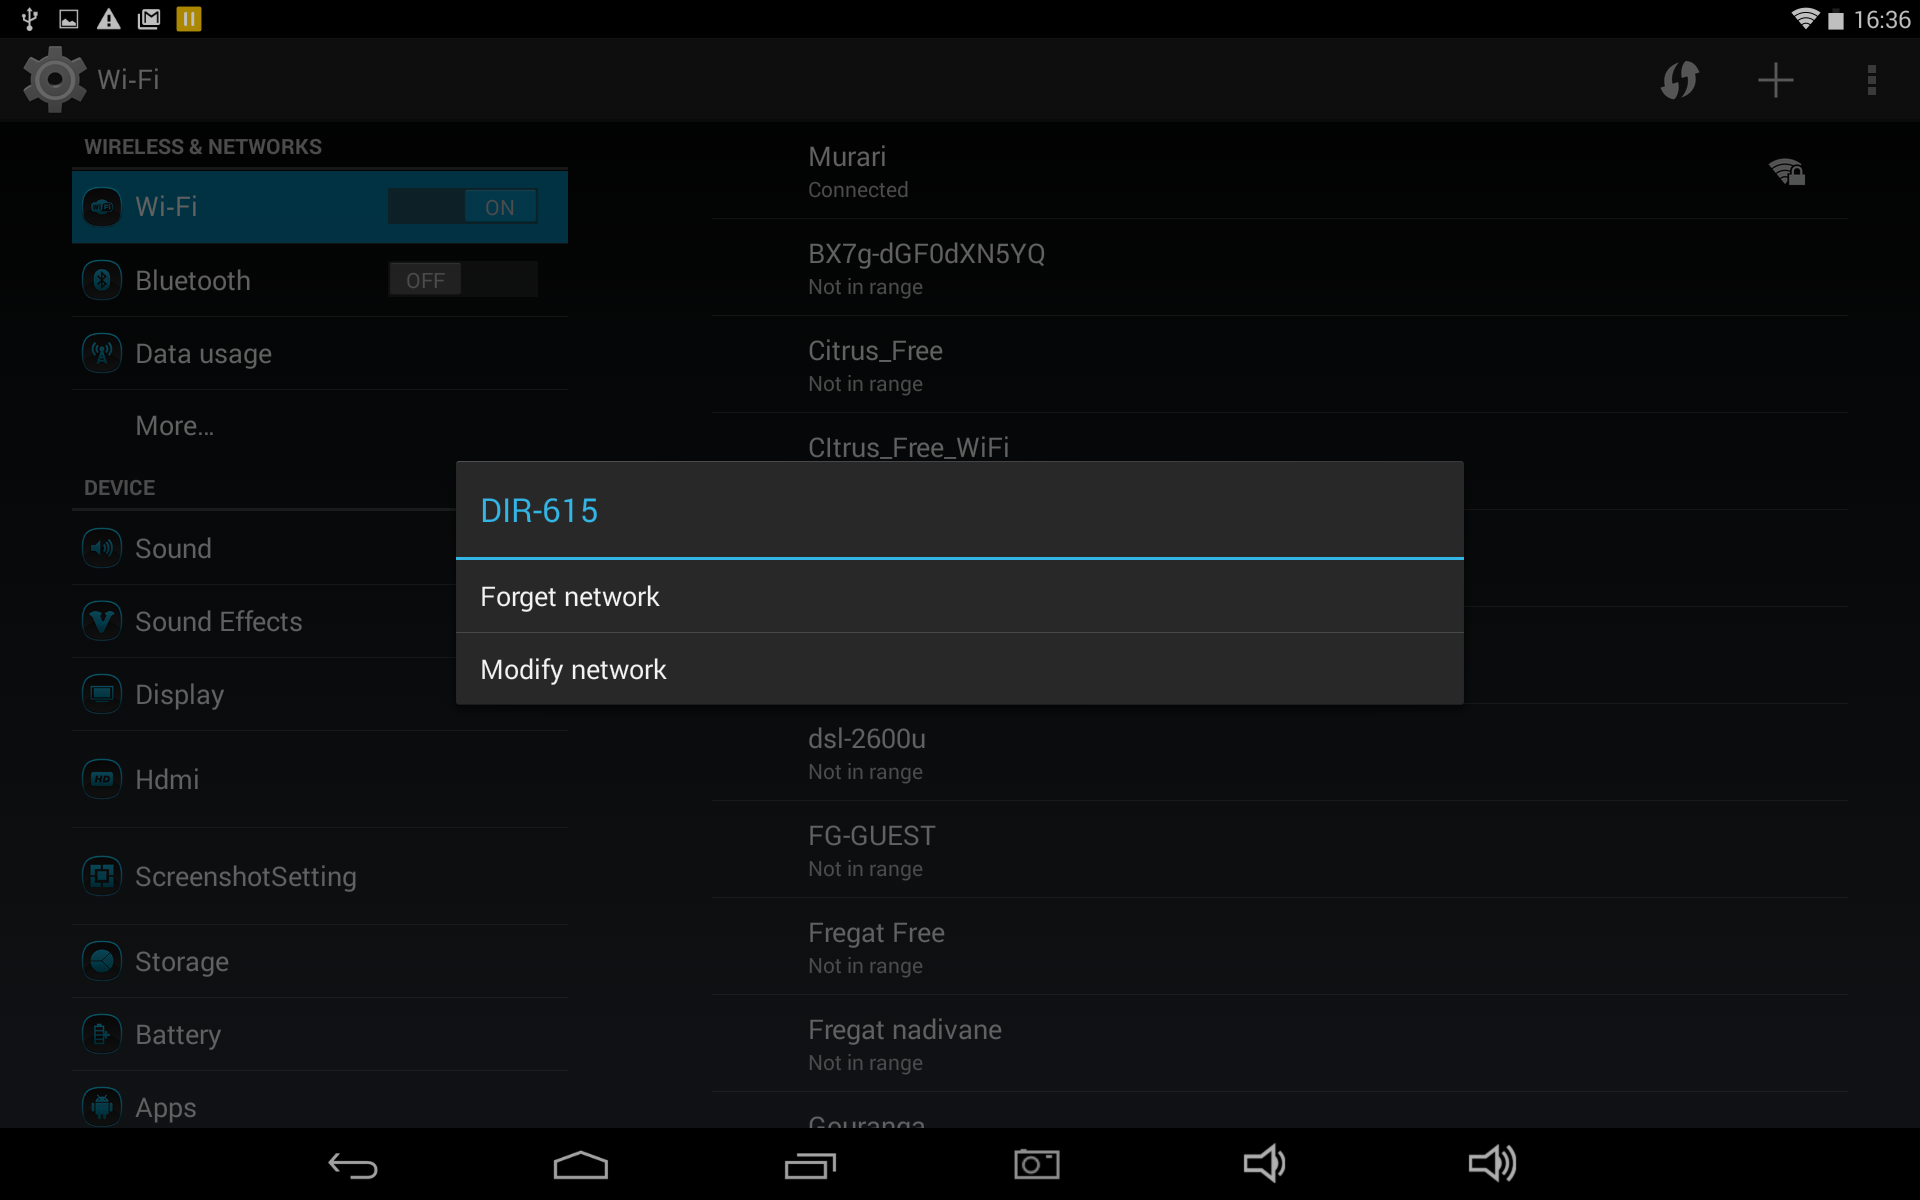 16:36
Wi-Fi
WIRELESS & NETWORKS
Wi-Fi
ON
Bluetooth
OFF
Data usage
More...
DEVICE
Sound
Sound Effects
Display
HD
Hdmi
ScreenshotSetting
Storage
Battery
Apps
Murari
Connected
BX7g-dGF0dXN5YQ
Not in range
Citrus_Free
Not in range
CItrus_Free_WiFi
DIR-615
Forget network
Modify network
dsl-2600u
Not in range
FG-GUEST
Not in range
Fregat Free
Not in range
Fregat nadivane
Not in range
Gouranga